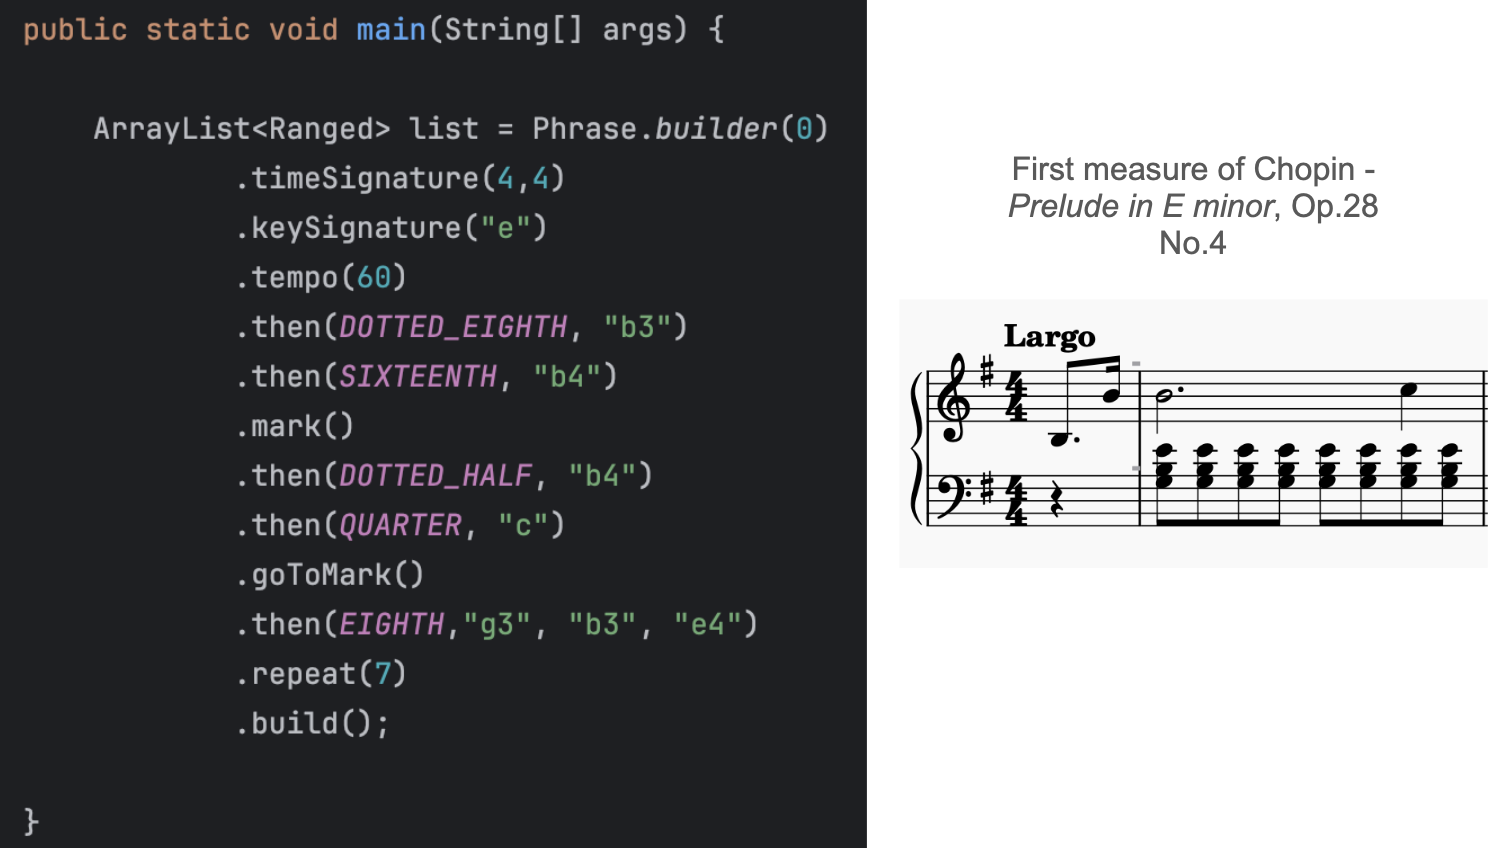 public static void main(String[] args) {
ArrayList<Ranged> list = Phrase.builder(0)
.timeSignature(4,4)
.keySignature("e")
.tempo(60)
.then(DOTTED_EIGHTH, "b3")
.then(SIXTEENTH, "b4")
.mark()
.then(DOTTED_HALF, "b4")
.then(QUARTER, "c")
.goToMark()
.then(EIGHTH,"g3", "b3", "e4")
.repeat(7)
.build();
}
First measure of Chopin -
Prelude in E minor, Op.28
No.4
Largo
4
4
4
4